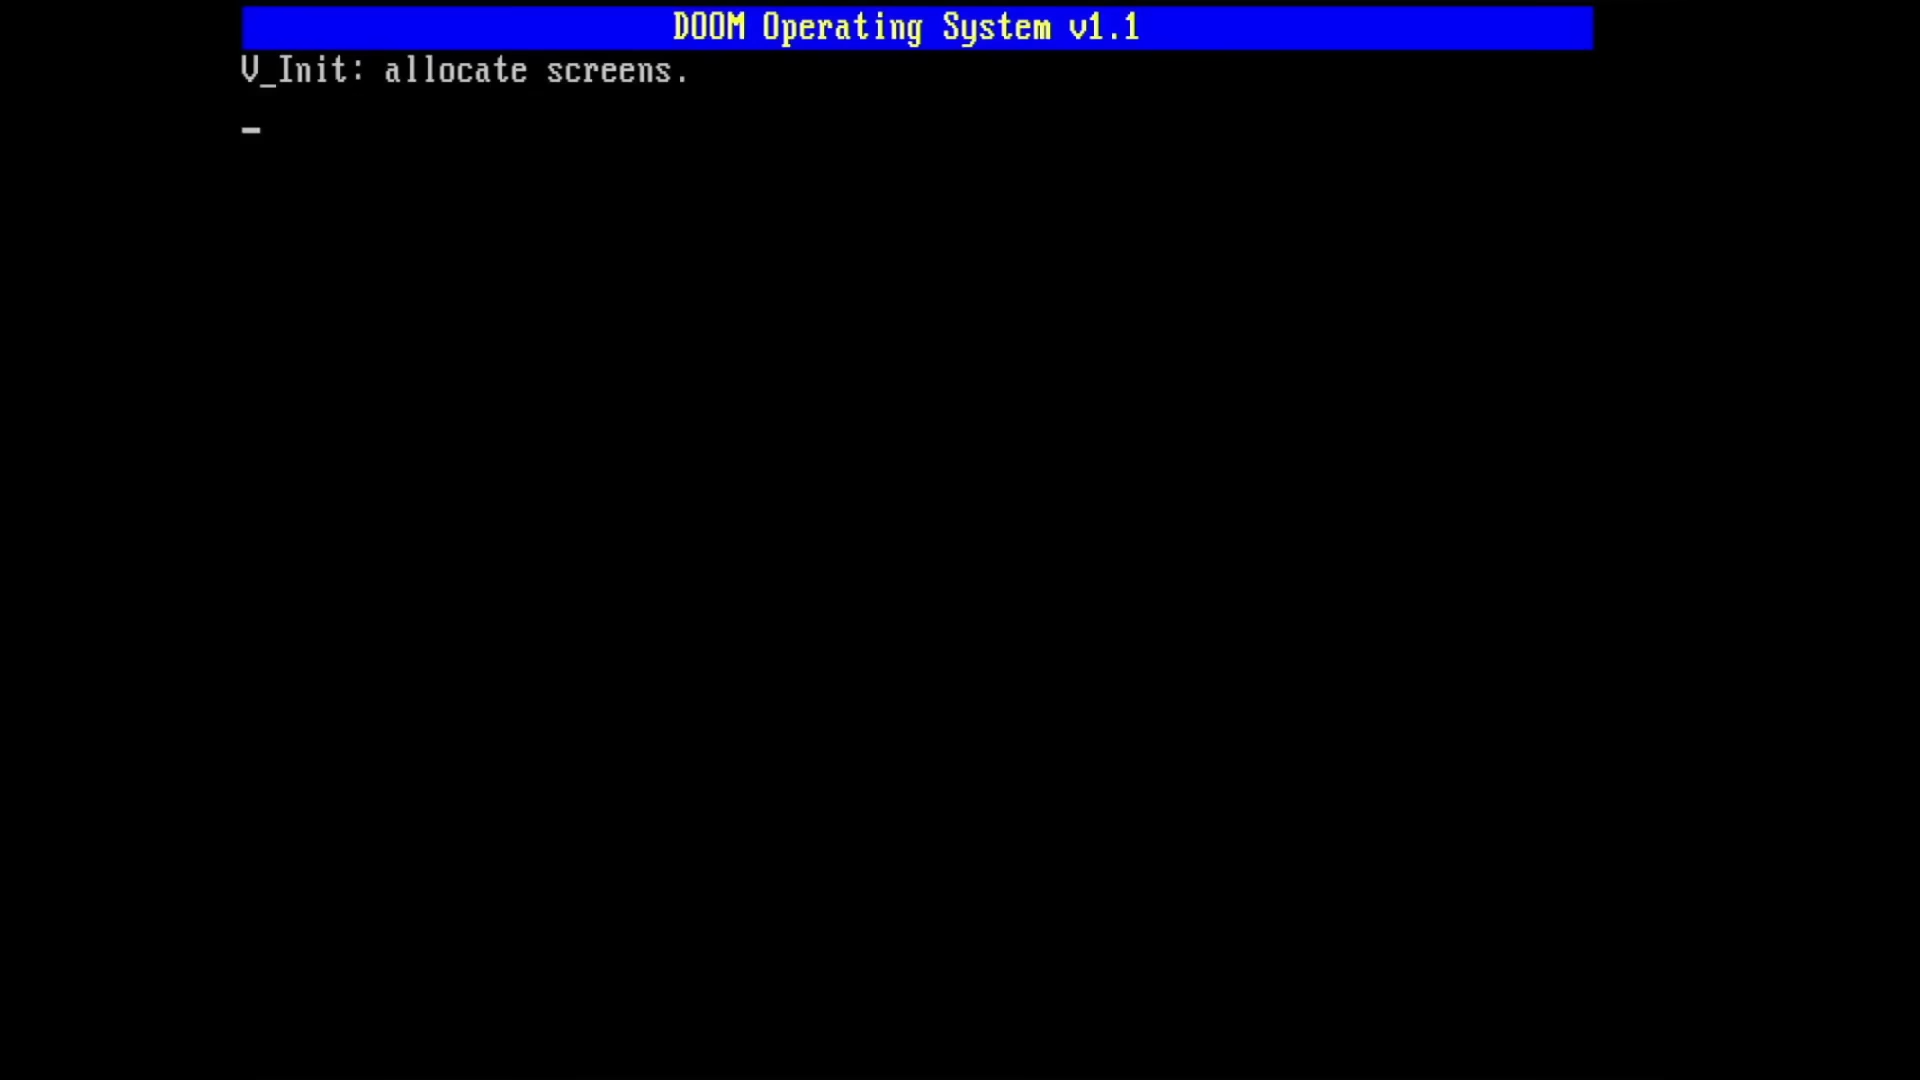 DOOM Operating System v1.1
V_Init: allocate screens.